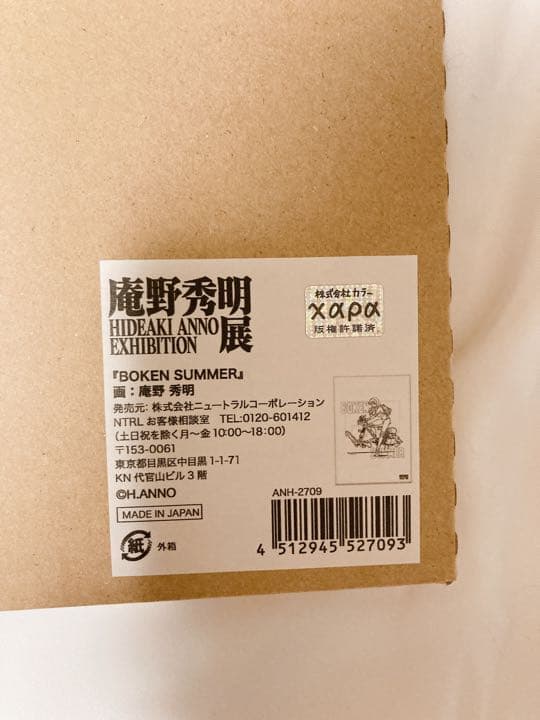 庵野秀明展
HIDEAKI ANNO
EXHIBITION
株式会社カラー
χαρα
版権許諾済
『BOKEN SUMMER』
画：庵野 秀明
発売元: 株式会社ニュートラルコーポレーション
NTRL お客様相談室 TEL:0120-601412
(土日祝を除く月〜金 10:00〜18:00)
〒153-0061
東京都目黒区中目黒 1-1-71
KN 代官山ビル 3 階
©H.ANNO
MADE IN JAPAN
紙 外箱
BOKEN
ANH-2709
4 512945 527093